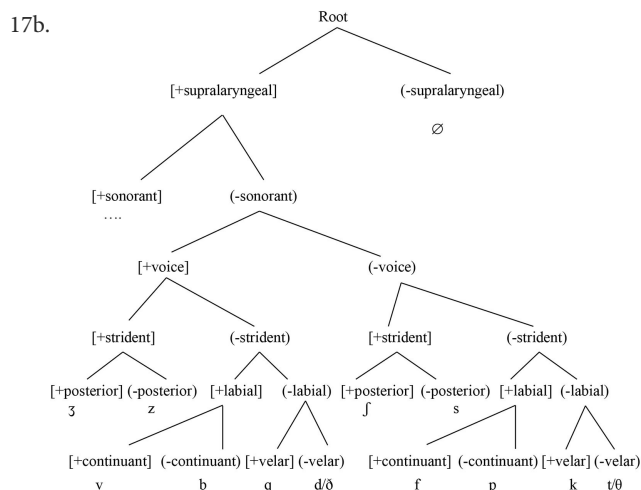 17b.
Root
[+supralaryngeal] (-supralaryngeal)
∅
[+sonorant] (-sonorant)
....
[+voice] (-voice)
[+strident] (-strident) [+strident] (-strident)
[+posterior] (-posterior) [+labial] (-labial) [+posterior] (-posterior) [+labial] (-labial)
ʒ z ʃ s
[+continuant] (-continuant) [+velar] (-velar) [+continuant] (-continuant) [+velar] (-velar)
v b g d/ð f p k t/θ